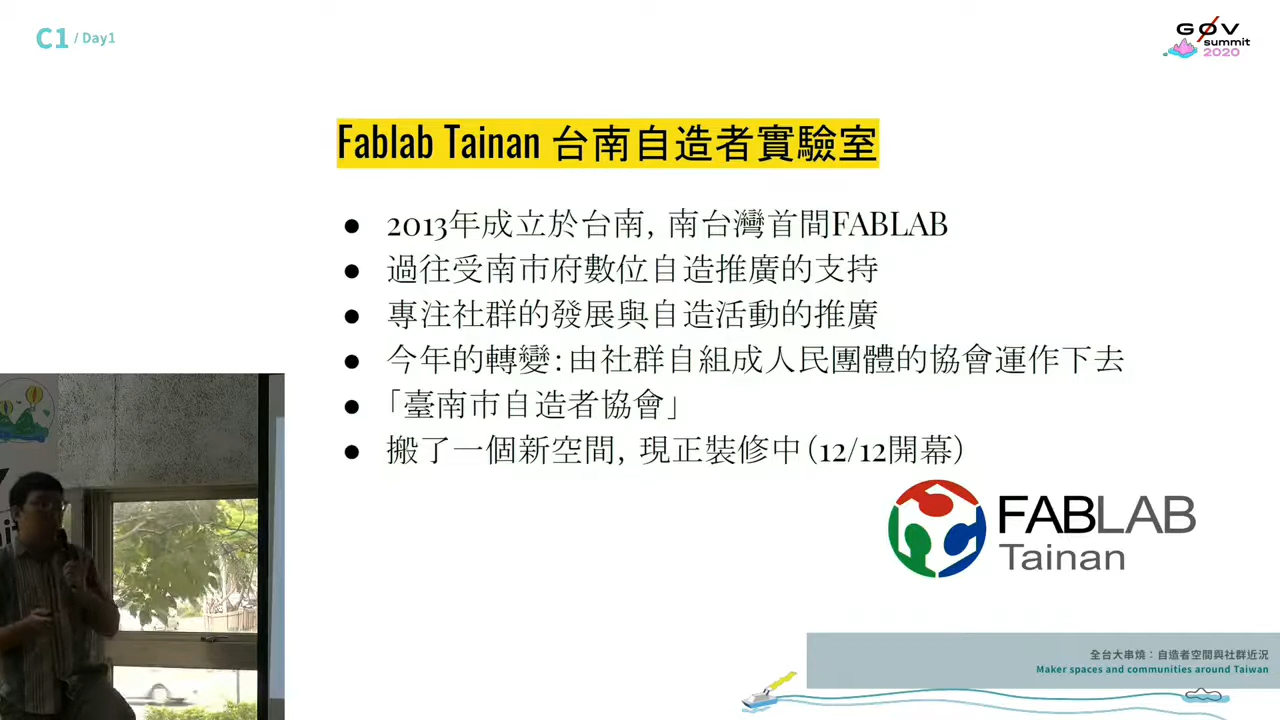 C1 / Day1
G0V
summit
2020
Fablab Tainan 台南自造者實驗室
● 2013年成立於台南，南台灣首間FABLAB
● 過往受南市府數位自造推廣的支持
● 專注社群的發展與自造活動的推廣
● 今年的轉變：由社群自組成人民團體的協會運作下去
● 「臺南市自造者協會」
● 搬了一個新空間，現正裝修中（12/12開幕）
FABLAB
Tainan
全台大串燒：自造者空間與社群近況
Maker spaces and communities around Taiwan